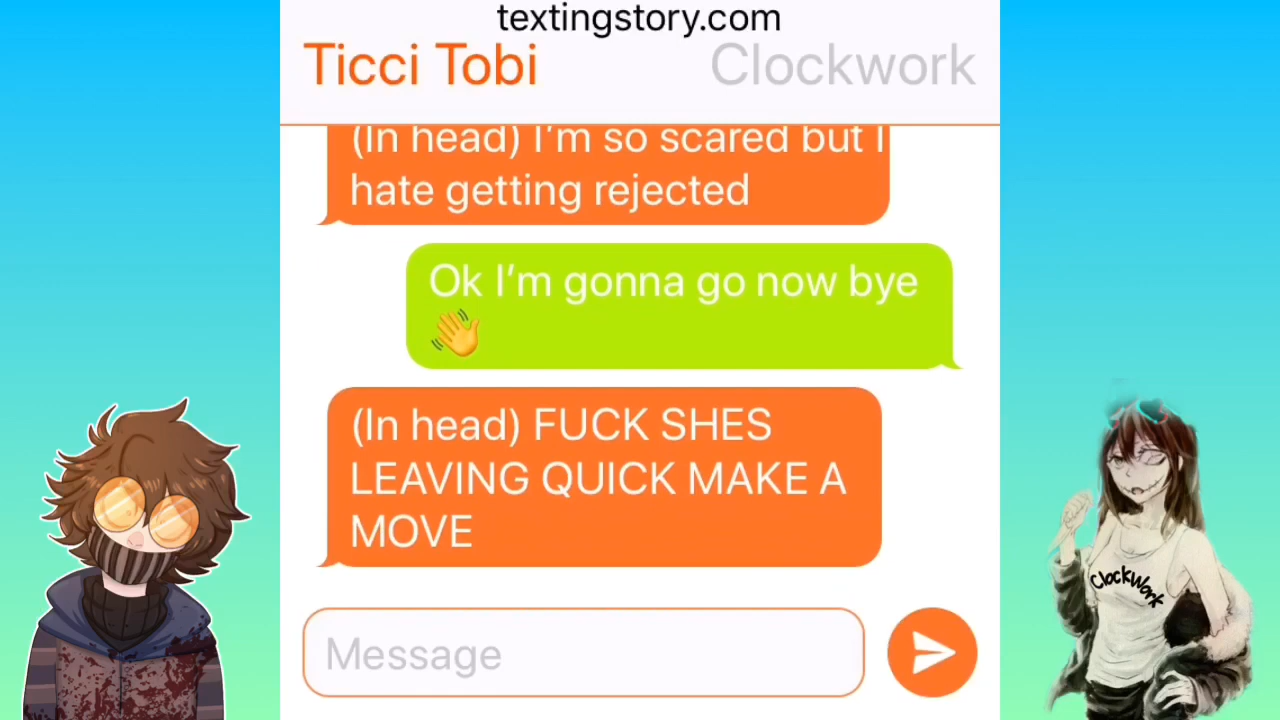 textingstory.com
Ticci Tobi Clockwork
(In head) I'm so scared but I
hate getting rejected
Ok I'm gonna go now bye
👋
(In head) FUCK SHES
LEAVING QUICK MAKE A
MOVE
Message
ClockWork